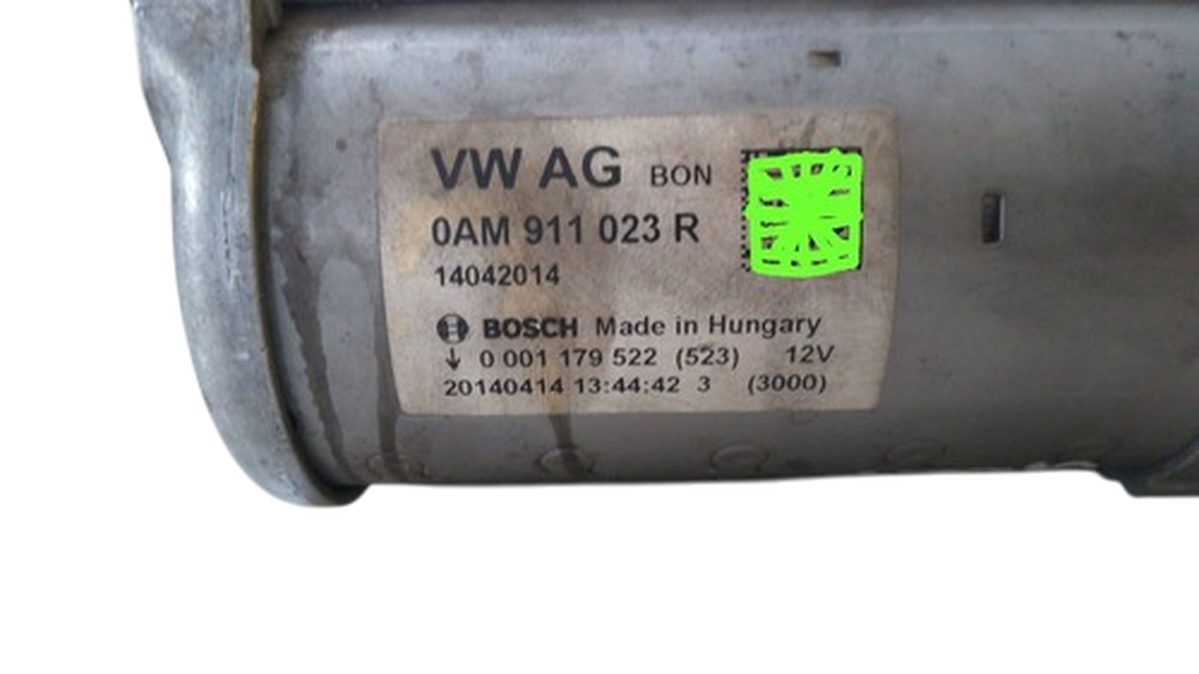 VW AG BON
0AM 911 023 R
14042014
BOSCH Made in Hungary
↓ 0 001 179 522 (523) 12V
20140414 13:44:42 3 (3000)